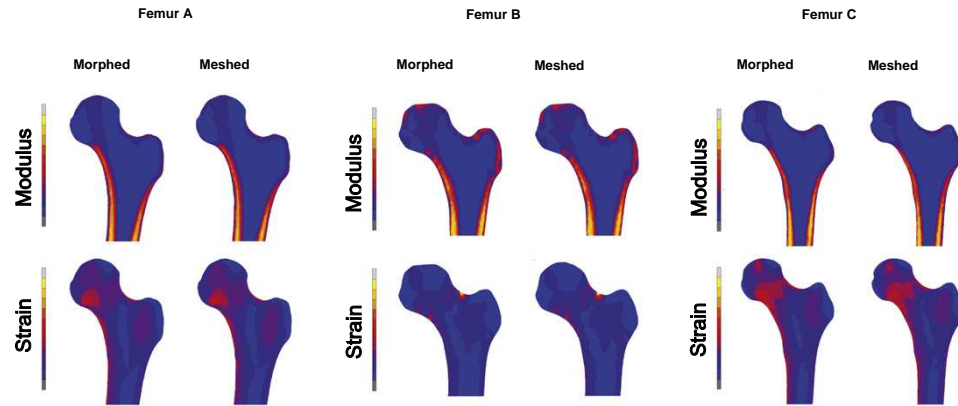 Femur A
Femur B
Femur C
Morphed
Meshed
Morphed
Meshed
Morphed
Meshed
Modulus
Modulus
Modulus
Strain
Strain
Strain